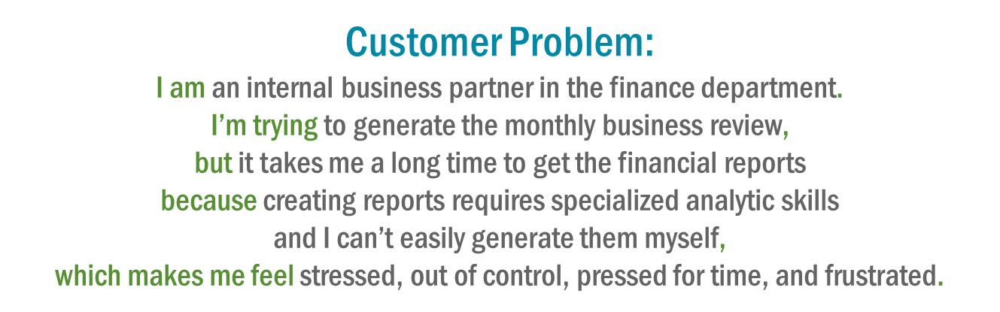 Customer Problem:
I am an internal business partner in the finance department.
I’m trying to generate the monthly business review,
but it takes me a long time to get the financial reports
because creating reports requires specialized analytic skills
and I can’t easily generate them myself,
which makes me feel stressed, out of control, pressed for time, and frustrated.